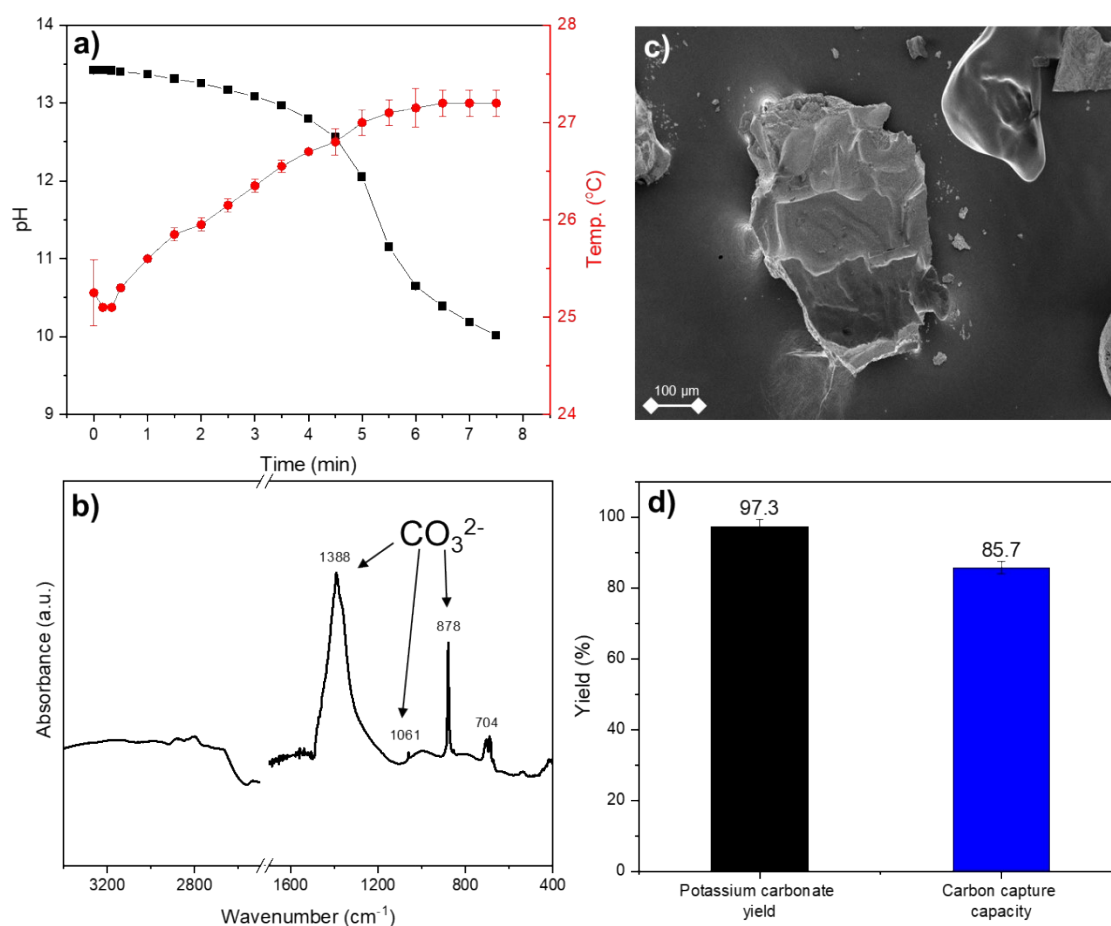 a)
pH
14
13
12
11
10
9
0 1 2 3 4 5 6 7 8
Time (min)
28
27
26
25
24
Temp. (°C)
c)
100 µm
b)
CO₃²⁻
1388
878
1061
704
Absorbance (a.u.)
3200 2800 1600 1200 800 400
Wavenumber (cm⁻¹)
d)
97.3
85.7
Yield (%)
100
80
60
40
20
0
Potassium carbonate
yield
Carbon capture
capacity